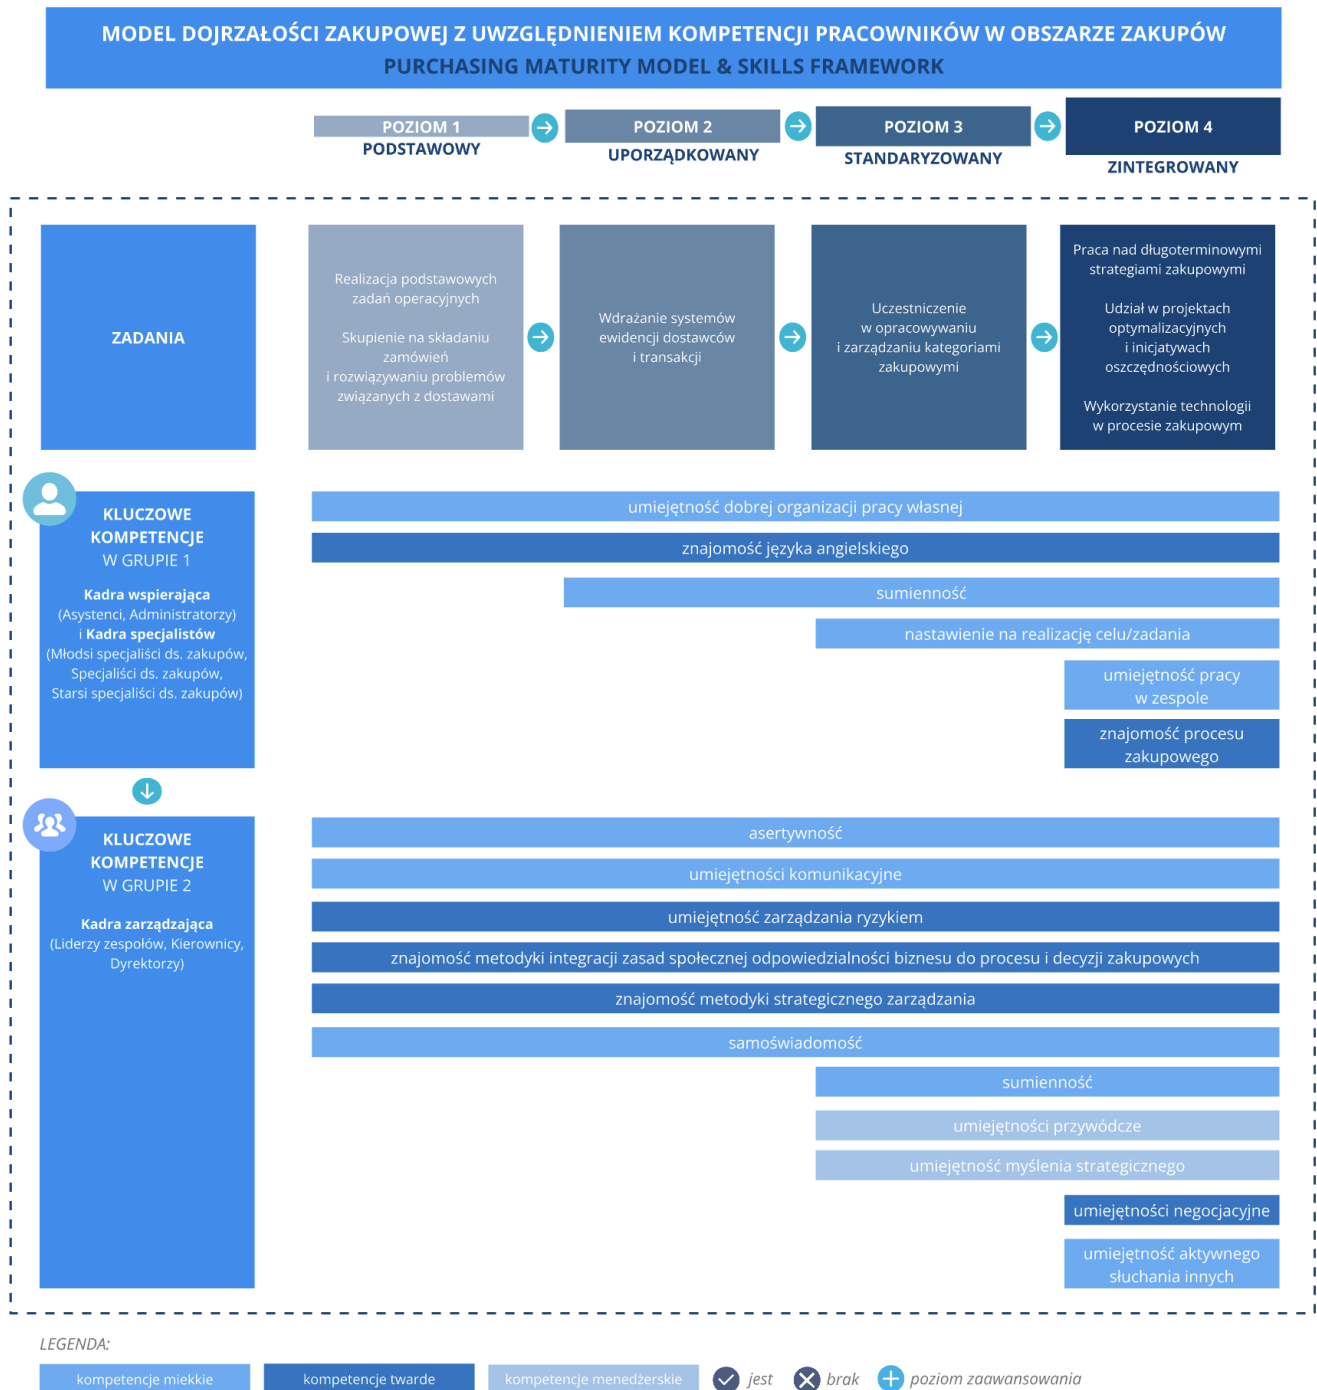 MODEL DOJRZAŁOŚCI ZAKUPOWEJ Z UWZGLĘDNIENIEM KOMPETENCJI PRACOWNIKÓW W OBSZARZE ZAKUPÓW
PURCHASING MATURITY MODEL & SKILLS FRAMEWORK
POZIOM 1
PODSTAWOWY
POZIOM 2
UPORZĄDKOWANY
POZIOM 3
STANDARYZOWANY
POZIOM 4
ZINTEGROWANY
ZADANIA
Realizacja podstawowych
zadań operacyjnych
Skupienie na składaniu
zamówień
i rozwiązywaniu problemów
związanych z dostawami
Wdrażanie systemów
ewidencji dostawców
i transakcji
Uczestniczenie
w opracowywaniu
i zarządzaniu kategoriami
zakupowymi
Praca nad długoterminowymi
strategiami zakupowymi
Udział w projektach
optymalizacyjnych
i inicjatywach
oszczędnościowych
Wykorzystanie technologii
w procesie zakupowym
KLUCZOWE
KOMPETENCJE
W GRUPIE 1
Kadra wspierająca
(Asystenci, Administratorzy)
i Kadra specjalistów
(Młodsi specjaliści ds. zakupów,
Specjaliści ds. zakupów,
Starsi specjaliści ds. zakupów)
umiejętność dobrej organizacji pracy własnej
znajomość języka angielskiego
sumienność
nastawienie na realizację celu/zadania
umiejętność pracy
w zespole
znajomość procesu
zakupowego
KLUCZOWE
KOMPETENCJE
W GRUPIE 2
Kadra zarządzająca
(Liderzy zespołów, Kierownicy,
Dyrektorzy)
asertywność
umiejętności komunikacyjne
umiejętność zarządzania ryzykiem
znajomość metodyki integracji zasad społecznej odpowiedzialności biznesu do procesu i decyzji zakupowych
znajomość metodyki strategicznego zarządzania
samoświadomość
sumienność
umiejętności przywódcze
umiejętność myślenia strategicznego
umiejętności negocjacyjne
umiejętność aktywnego
słuchania innych
LEGENDA:
kompetencje miekkie
kompetencje twarde
kompetencje menedżerskie
jest
brak
poziom zaawansowania